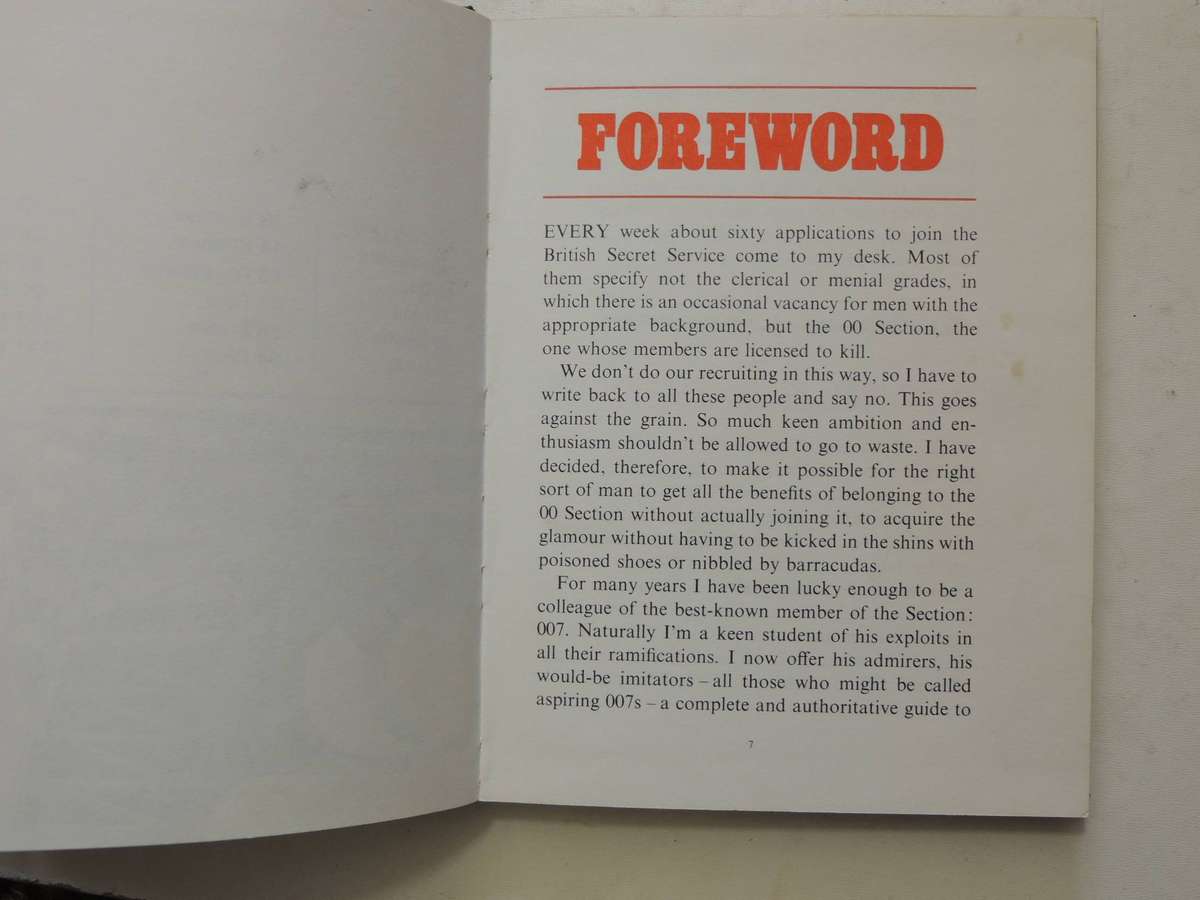 FOREWORD
EVERY week about sixty applications to join the
British Secret Service come to my desk. Most of
them specify not the clerical or menial grades, in
which there is an occasional vacancy for men with the
appropriate background, but the 00 Section, the
one whose members are licensed to kill.
We don't do our recruiting in this way, so I have to
write back to all these people and say no. This goes
against the grain. So much keen ambition and en-
thusiasm shouldn't be allowed to go to waste. I have
decided, therefore, to make it possible for the right
sort of man to get all the benefits of belonging to the
00 Section without actually joining it, to acquire the
glamour without having to be kicked in the shins with
poisoned shoes or nibbled by barracudas.
For many years I have been lucky enough to be a
colleague of the best-known member of the Section:
007. Naturally I'm a keen student of his exploits in
all their ramifications. I now offer his admirers, his
would-be imitators – all those who might be called
aspiring 007s – a complete and authoritative guide to
7